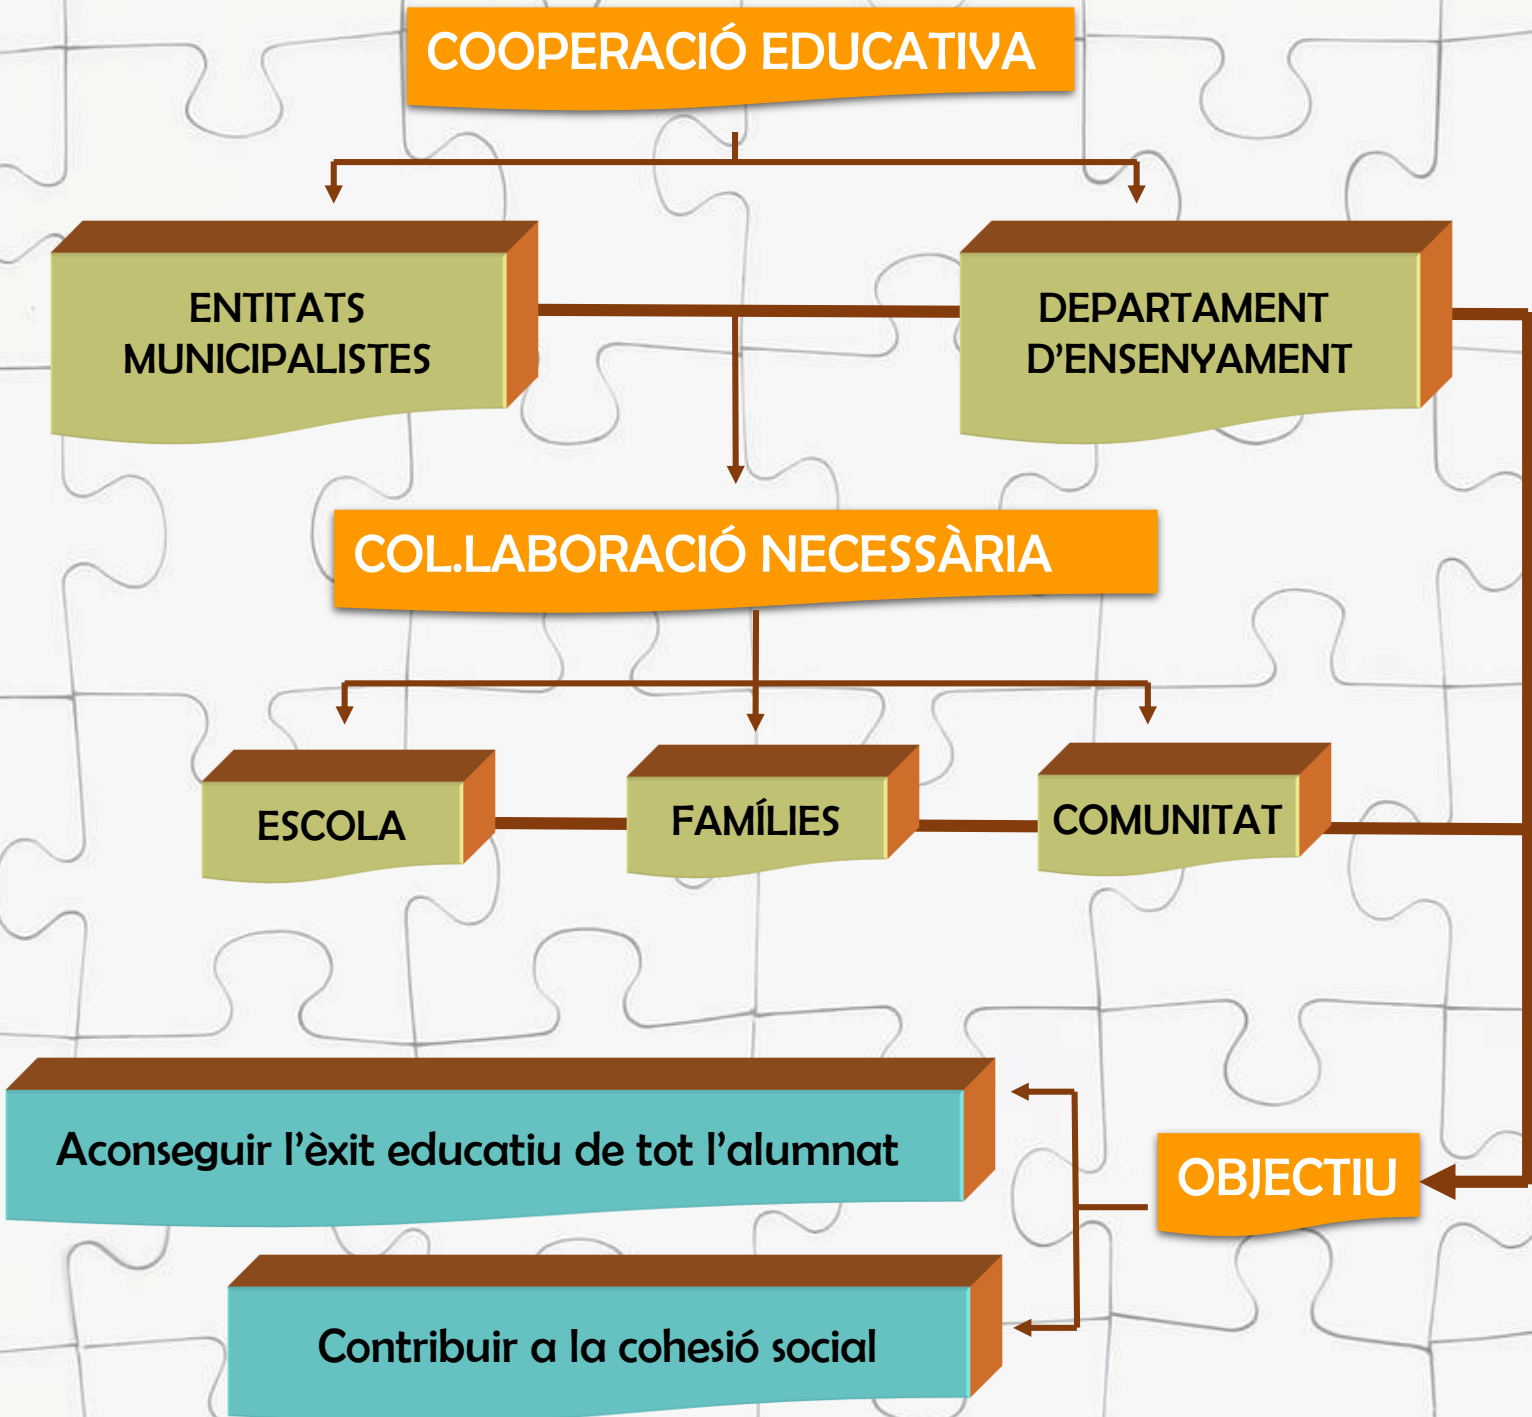 COOPERACIÓ EDUCATIVA
ENTITATS
MUNICIPALISTES
DEPARTAMENT
D’ENSENYAMENT
COL.LABORACIÓ NECESSÀRIA
ESCOLA
FAMÍLIES
COMUNITAT
Aconseguir l’èxit educatiu de tot l’alumnat
OBJECTIU
Contribuir a la cohesió social